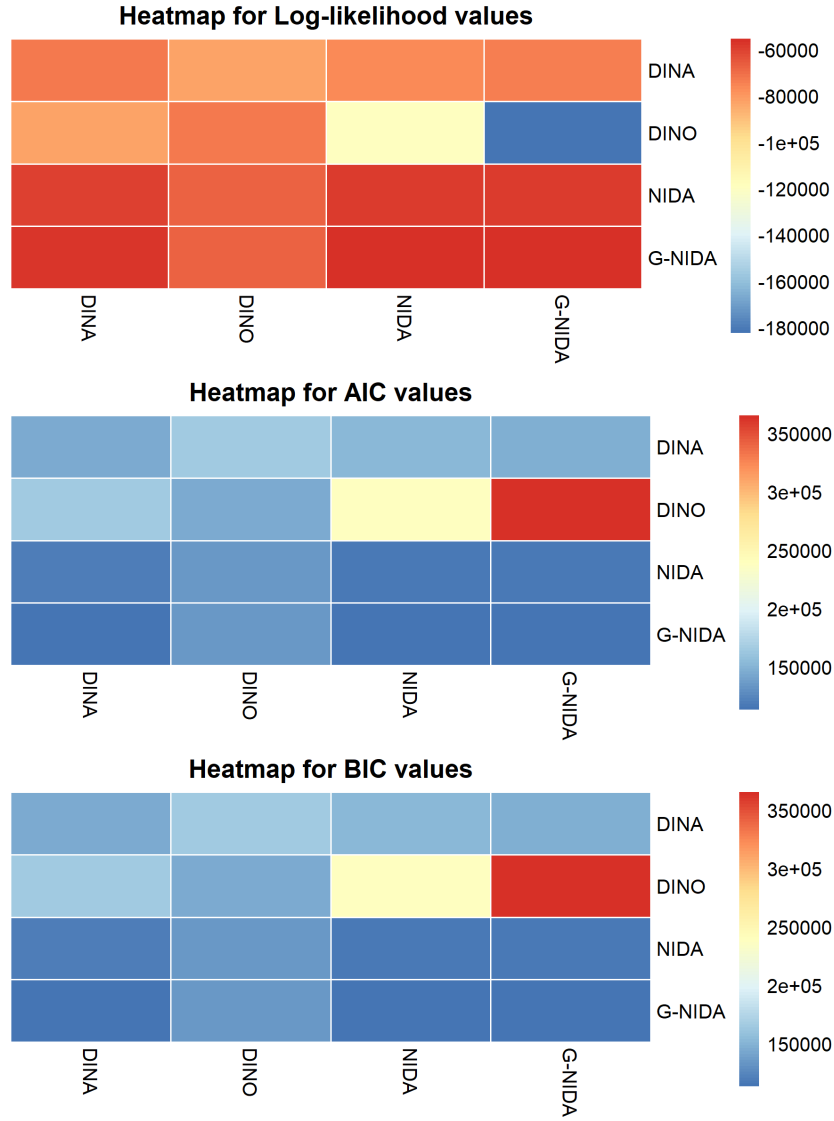 Heatmap for Log-likelihood values
DINA
DINO
NIDA
G-NIDA
DINA
DINO
NIDA
G-NIDA
-60000
-80000
-1e+05
-120000
-140000
-160000
-180000
Heatmap for AIC values
DINA
DINO
NIDA
G-NIDA
DINA
DINO
NIDA
G-NIDA
350000
3e+05
250000
2e+05
150000
Heatmap for BIC values
DINA
DINO
NIDA
G-NIDA
DINA
DINO
NIDA
G-NIDA
350000
3e+05
250000
2e+05
150000